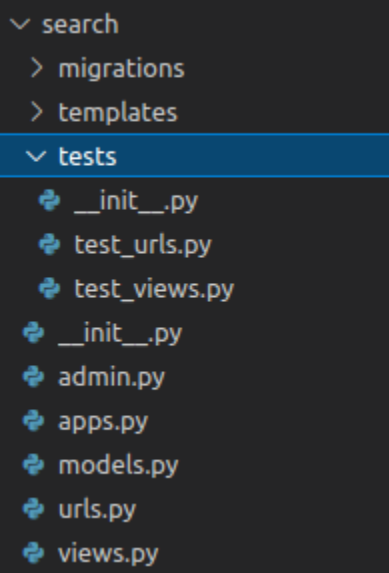 search
migrations
templates
tests
__init__.py
test_urls.py
test_views.py
__init__.py
admin.py
apps.py
models.py
urls.py
views.py